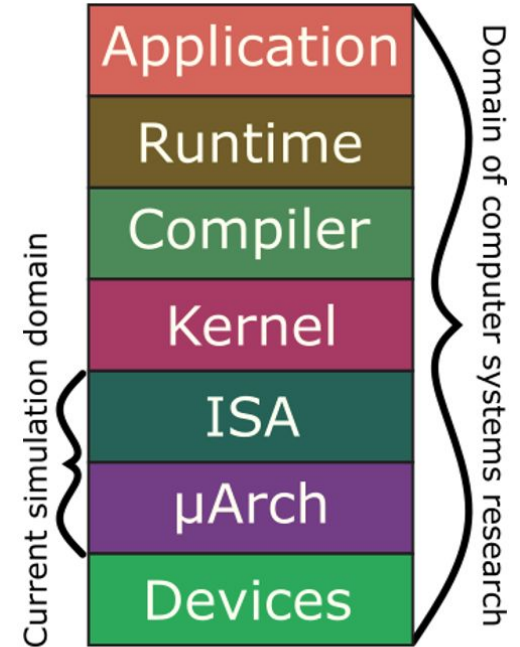 Application
Runtime
Compiler
Kernel
ISA
µArch
Devices
Current simulation domain
Domain of computer systems research